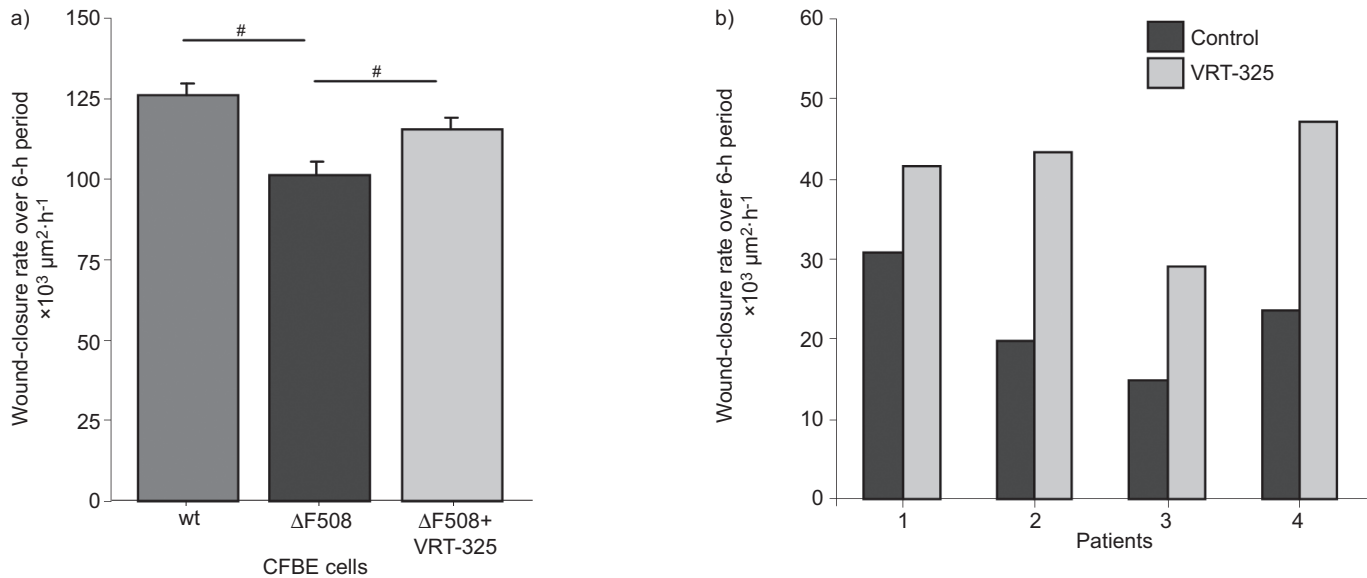 a)
Wound-closure rate over 6-h period
×10³ µm²·h⁻¹
150
125
100
75
50
25
0
#
#
wt
ΔF508
ΔF508+
VRT-325
CFBE cells
b)
Wound-closure rate over 6-h period
×10³ µm²·h⁻¹
60
50
40
30
20
10
0
Control
VRT-325
1
2
3
4
Patients